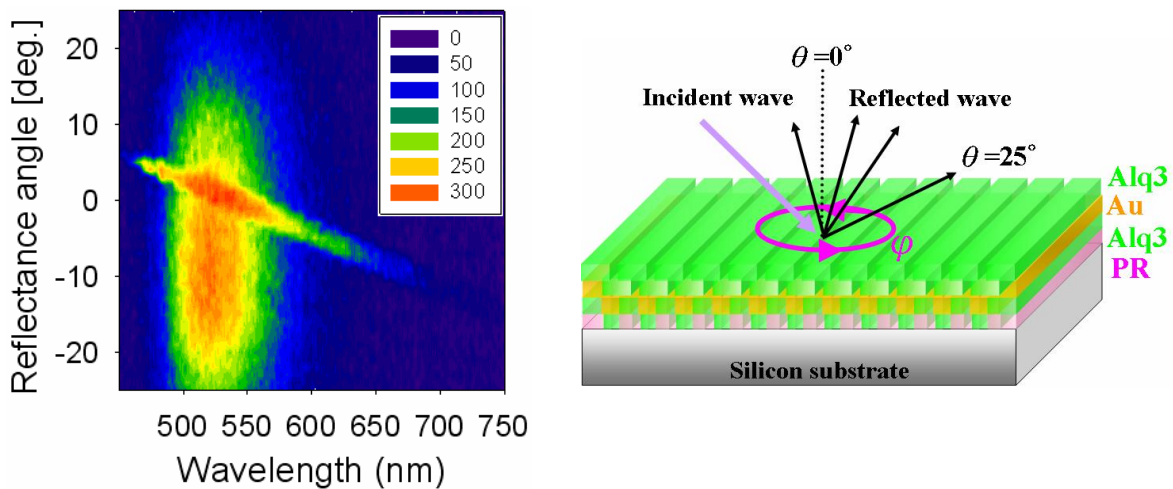 Reflectance angle [deg.]
20
10
0
-10
-20
0
50
100
150
200
250
300
500 550 600 650 700 750
Wavelength (nm)
θ=0°
Incident wave
Reflected wave
θ=25°
φ
Alq3
Au
Alq3
PR
Silicon substrate